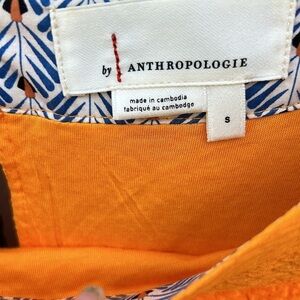 by ANTHROPOLOGIE
made in cambodia
fabriqué au cambodge
S